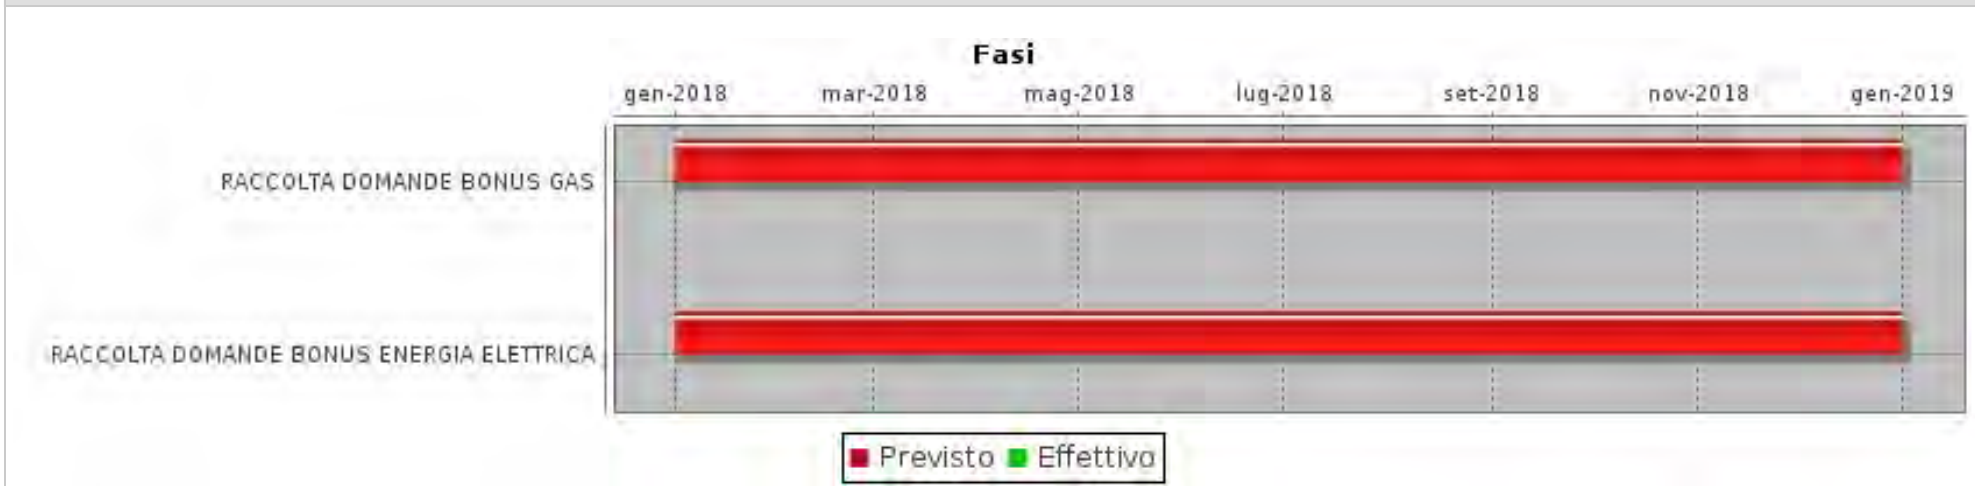 Fasi
gen-2018 mar-2018 mag-2018 lug-2018 set-2018 nov-2018 gen-2019
RACCOLTA DOMANDE BONUS GAS
RACCOLTA DOMANDE BONUS ENERGIA ELETTRICA
Previsto Effettivo